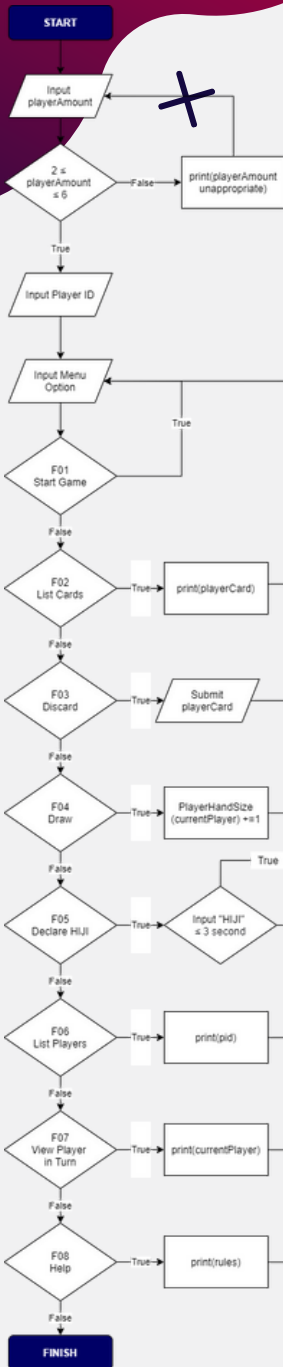 START
Input
playerAmount
2 ≤
playerAmount
≤ 6
False
print(playerAmount
unappropriate)
True
Input Player ID
Input Menu
Option
True
F01
Start Game
False
F02
List Cards
True
print(playerCard)
False
F03
Discard
True
Submit
playerCard
False
F04
Draw
True
PlayerHandSize
(currentPlayer) +=1
False
True
F05
Declare HIJI
True
Input "HIJI"
≤ 3 second
False
F06
List Players
True
print(pid)
False
F07
View Player
in Turn
True
print(currentPlayer)
False
F08
Help
True
print(rules)
False
FINISH